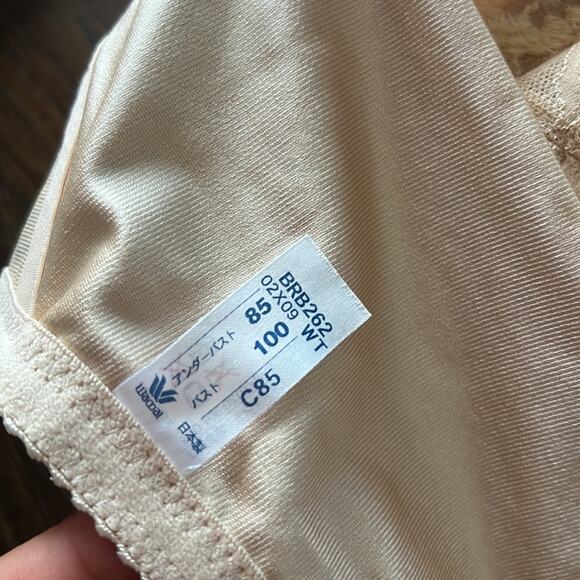 BRB262
02X09 WT
アンダーバスト 85
バスト 100
C85
Wacoal
日本製